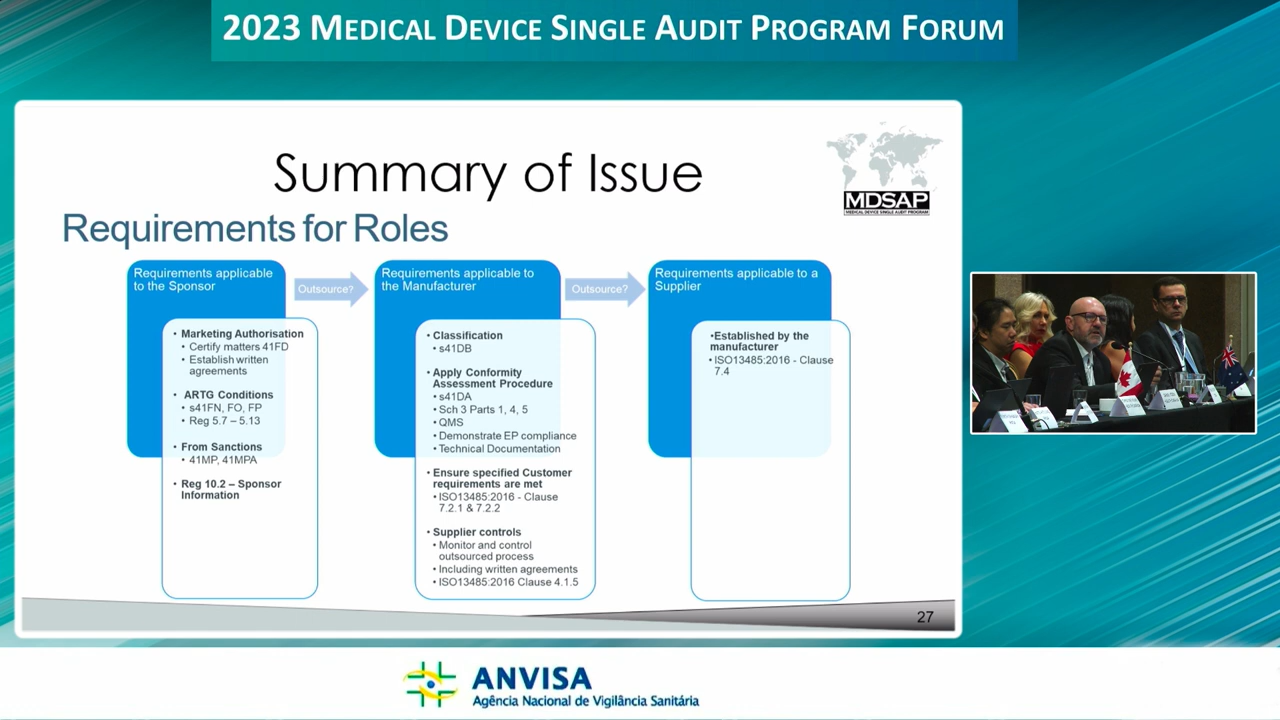 2023 MEDICAL DEVICE SINGLE AUDIT PROGRAM FORUM
Summary of Issue
MDSAP
MEDICAL DEVICE SINGLE AUDIT PROGRAM
Requirements for Roles
Requirements applicable
to the Sponsor
Outsource?
Requirements applicable to
the Manufacturer
Outsource?
Requirements applicable to a
Supplier
• Marketing Authorisation
• Certify matters 41FD
• Establish written
agreements
• ARTG Conditions
• s41FN, FO, FP
• Reg 5.7 – 5.13
• From Sanctions
• 41MP, 41MPA
• Reg 10.2 – Sponsor
Information
• Classification
• s41DB
• Apply Conformity
Assessment Procedure
• s41DA
• Sch 3 Parts 1, 4, 5
• QMS
• Demonstrate EP compliance
• Technical Documentation
• Ensure specified Customer
requirements are met
• ISO13485:2016 - Clause
7.2.1 & 7.2.2
• Supplier controls
• Monitor and control
outsourced process
• Including written agreements
• ISO13485:2016 Clause 4.1.5
•Established by the
manufacturer
• ISO13485:2016 - Clause
7.4
27
ANVISA
Agência Nacional de Vigilância Sanitária